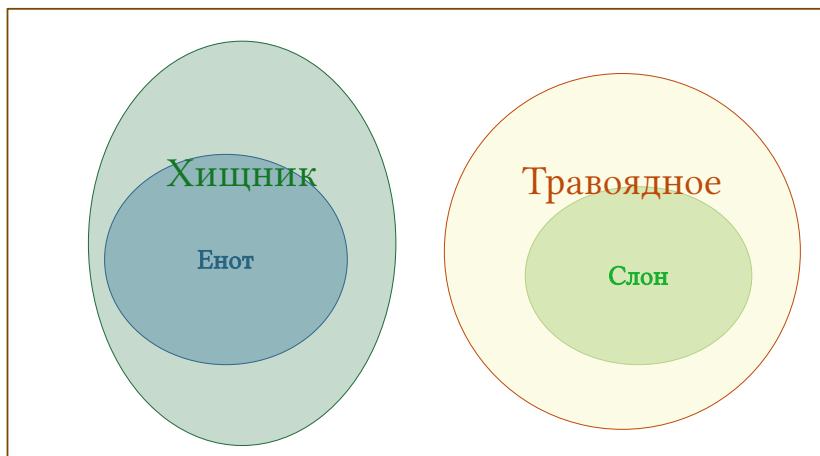 Хищник
Травоядное
Енот
Слон